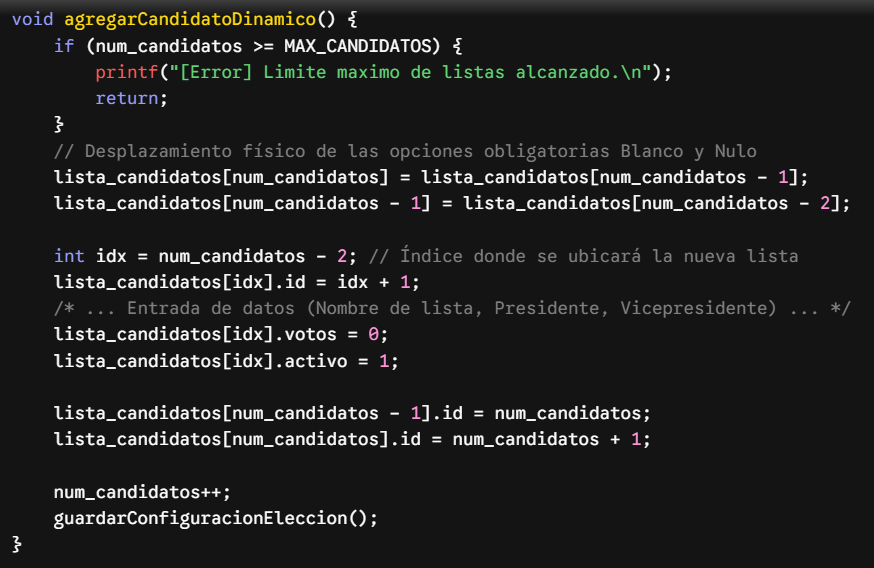 void agregarCandidatoDinamico() {
    if (num_candidatos >= MAX_CANDIDATOS) {
        printf("[Error] Limite maximo de listas alcanzado.\n");
        return;
    }
    // Desplazamiento físico de las opciones obligatorias Blanco y Nulo
    lista_candidatos[num_candidatos] = lista_candidatos[num_candidatos - 1];
    lista_candidatos[num_candidatos - 1] = lista_candidatos[num_candidatos - 2];

    int idx = num_candidatos - 2; // Índice donde se ubicará la nueva lista
    lista_candidatos[idx].id = idx + 1;
    /* ... Entrada de datos (Nombre de lista, Presidente, Vicepresidente) ... */
    lista_candidatos[idx].votos = 0;
    lista_candidatos[idx].activo = 1;

    lista_candidatos[num_candidatos - 1].id = num_candidatos;
    lista_candidatos[num_candidatos].id = num_candidatos + 1;

    num_candidatos++;
    guardarConfiguracionEleccion();
}